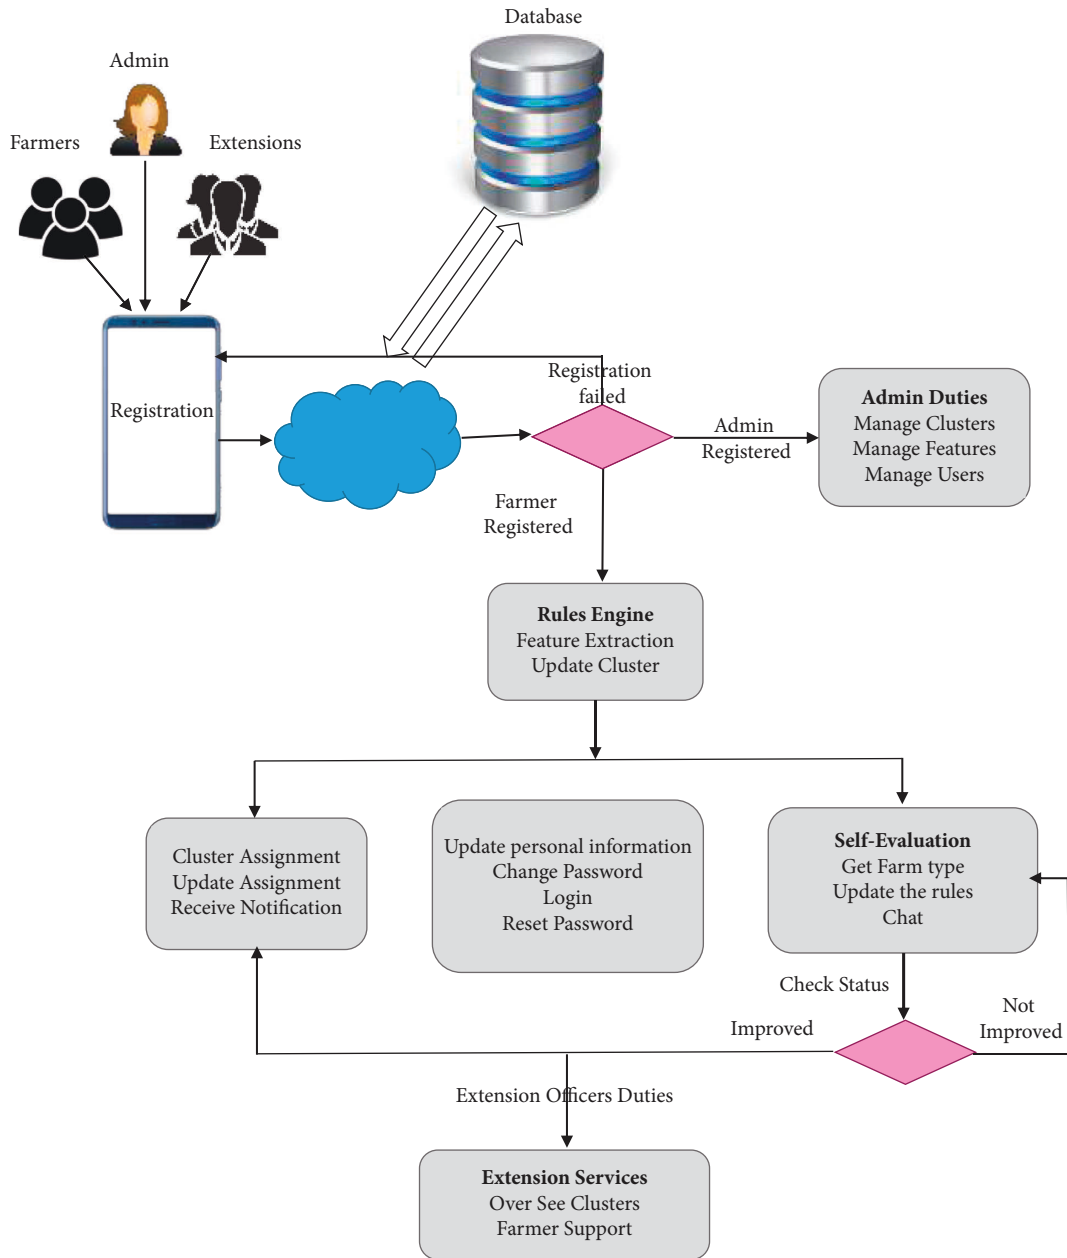 Database
Admin
Farmers
Extensions
Registration
Registration
failed
Admin
Registered
Admin Duties
Manage Clusters
Manage Features
Manage Users
Farmer
Registered
Rules Engine
Feature Extraction
Update Cluster
Cluster Assignment
Update Assignment
Receive Notification
Update personal information
Change Password
Login
Reset Password
Self-Evaluation
Get Farm type
Update the rules
Chat
Check Status
Improved
Not
Improved
Extension Officers Duties
Extension Services
Over See Clusters
Farmer Support